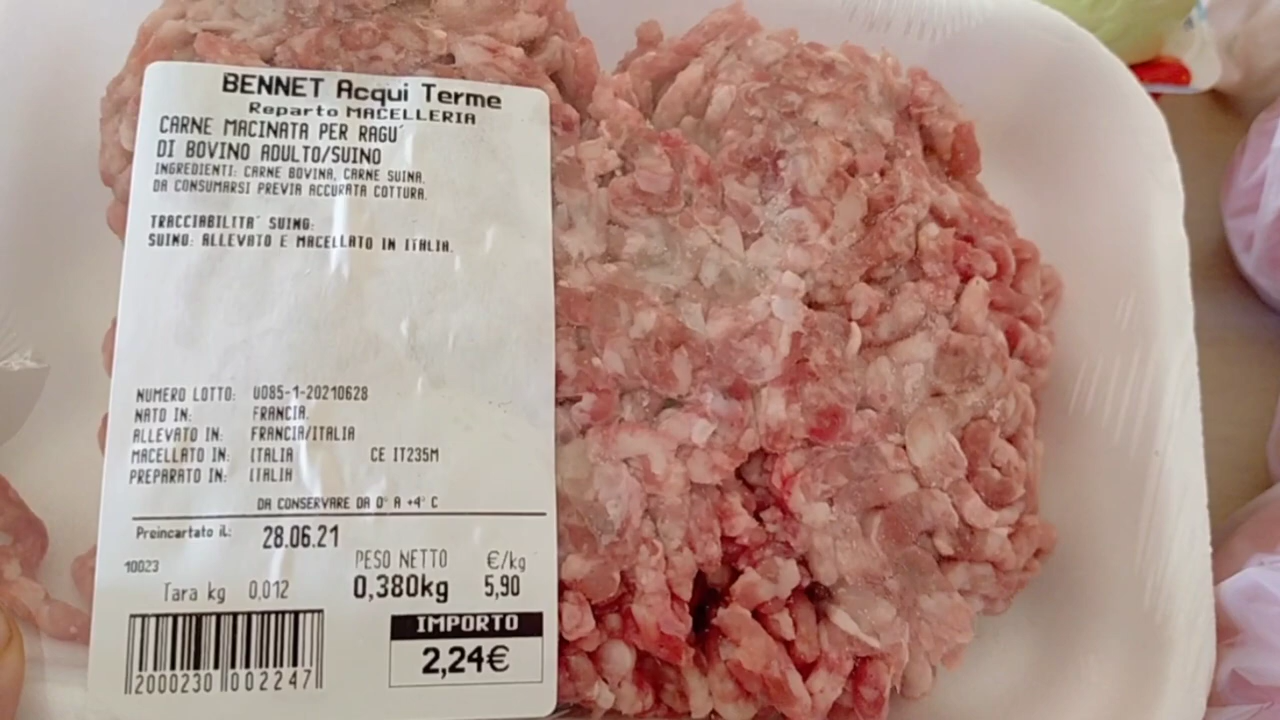 BENNET Acqui Terme
Reparto MACELLERIA
CARNE MACINATA PER RAGU'
DI BOVINO ADULTO/SUINO
INGREDIENTI: CARNE BOVINA, CARNE SUINA.
DA CONSUMARSI PREVIA ACCURATA COTTURA.
TRACCIABILITA' SUINO:
SUINO: ALLEVATO E MACELLATO IN ITALIA.
NUMERO LOTTO: U085-1-20210628
NATO IN: FRANCIA.
ALLEVATO IN: FRANCIA/ITALIA
MACELLATO IN: ITALIA CE IT235M
PREPARATO IN: ITALIA
DA CONSERVARE DA 0° A +4° C
Preincartato il: 28.06.21
10023 PESO NETTO €/kg
Tara kg 0,012 0,380kg 5,90
IMPORTO
2,24€
2000230 002247